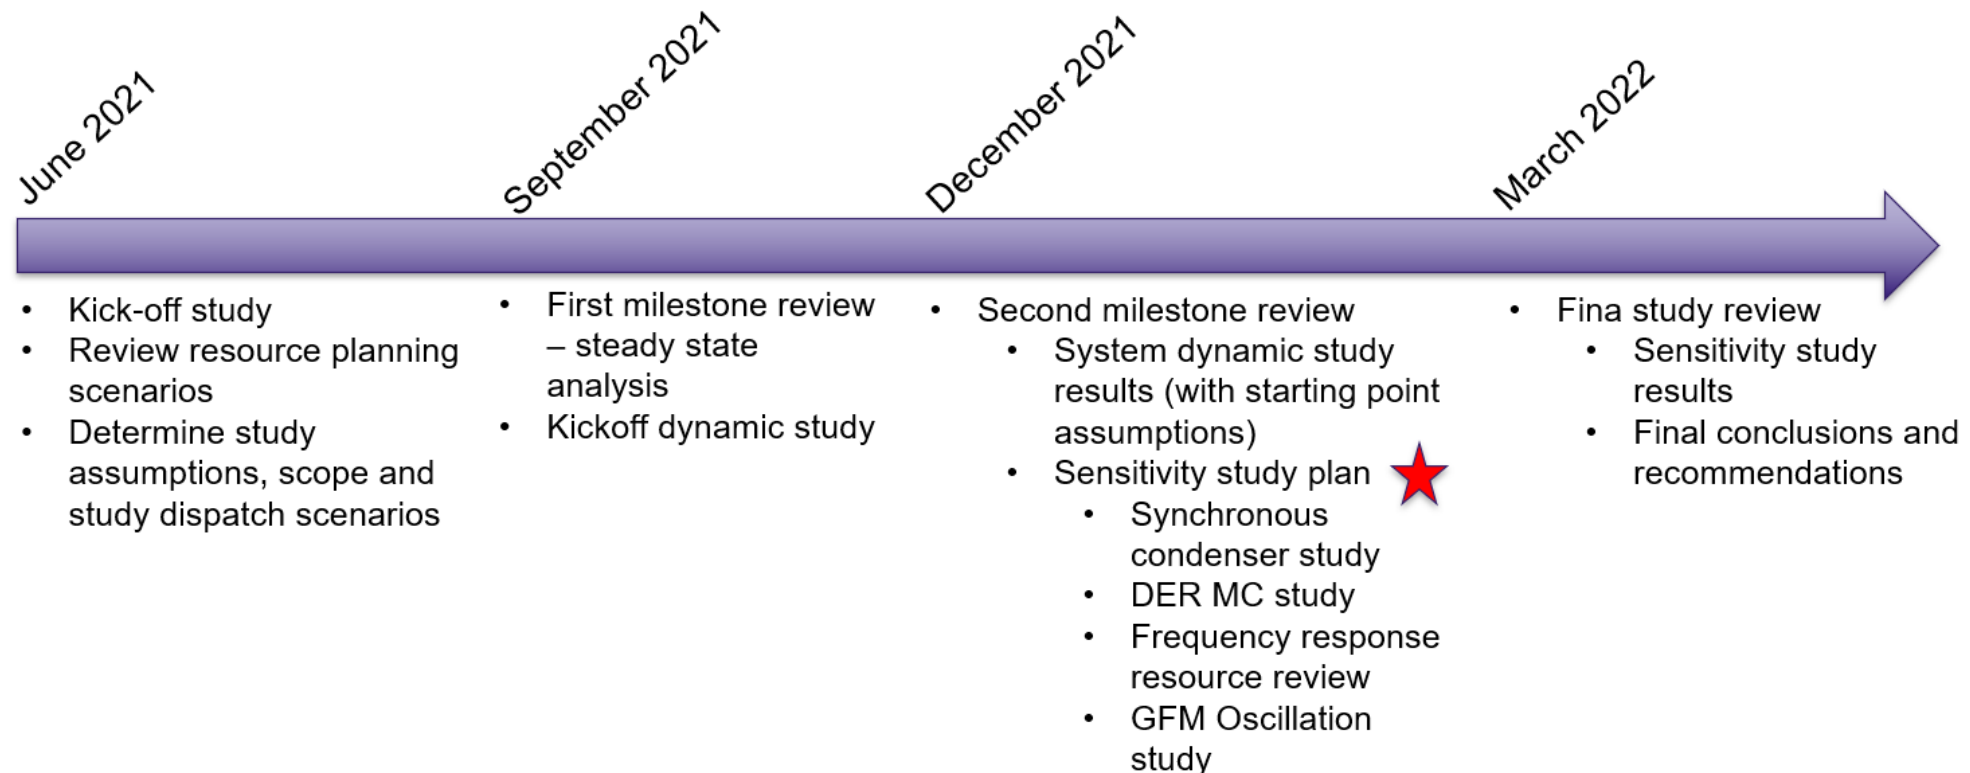 June 2021
September 2021
December 2021
March 2022
• Kick-off study
• Review resource planning
scenarios
• Determine study
assumptions, scope and
study dispatch scenarios
• First milestone review
– steady state
analysis
• Kickoff dynamic study
• Second milestone review
• System dynamic study
results (with starting point
assumptions)
• Sensitivity study plan
• Synchronous
condenser study
• DER MC study
• Frequency response
resource review
• GFM Oscillation
study
• Fina study review
• Sensitivity study
results
• Final conclusions and
recommendations